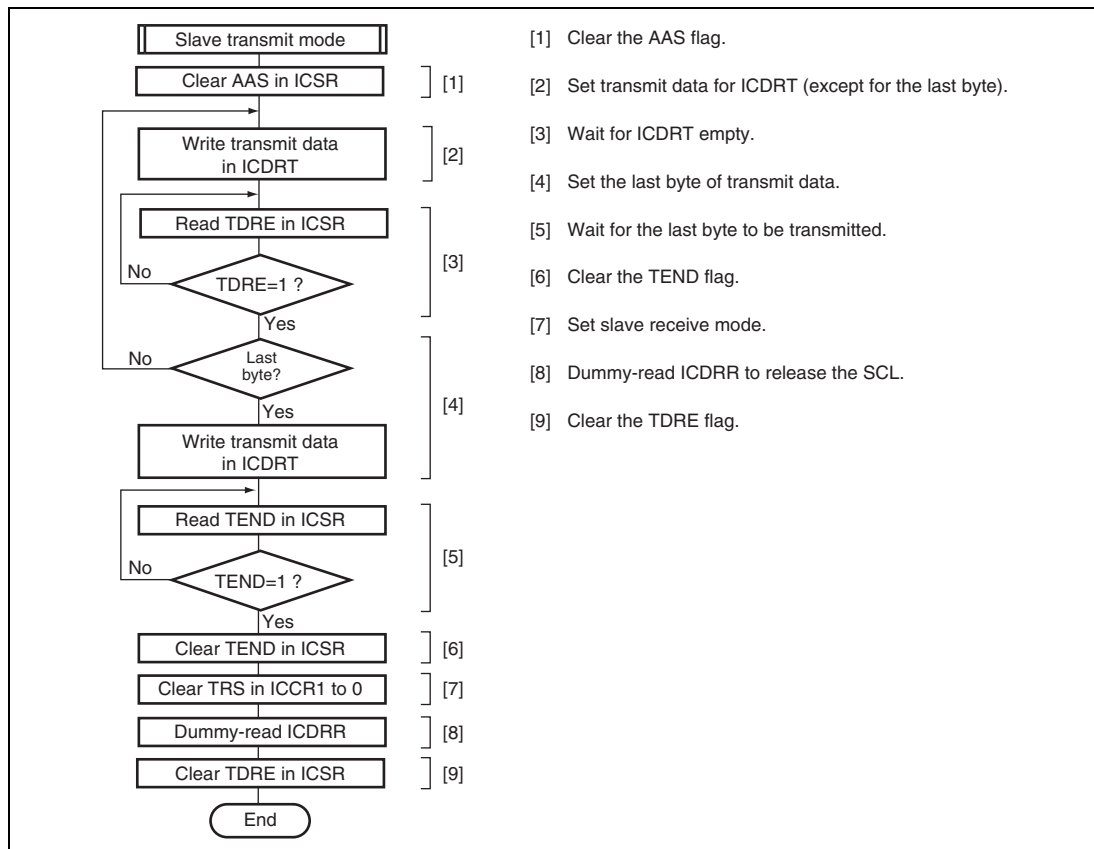 Slave transmit mode
Clear AAS in ICSR
[1]
Write transmit data
in ICDRT
[2]
Read TDRE in ICSR
No
TDRE=1 ?
[3]
Yes
No
Last
byte?
[4]
Yes
Write transmit data
in ICDRT
Read TEND in ICSR
No
TEND=1 ?
[5]
Yes
Clear TEND in ICSR
[6]
Clear TRS in ICCR1 to 0
[7]
Dummy-read ICDRR
[8]
Clear TDRE in ICSR
[9]
End
[1] Clear the AAS flag.
[2] Set transmit data for ICDRT (except for the last byte).
[3] Wait for ICDRT empty.
[4] Set the last byte of transmit data.
[5] Wait for the last byte to be transmitted.
[6] Clear the TEND flag.
[7] Set slave receive mode.
[8] Dummy-read ICDRR to release the SCL.
[9] Clear the TDRE flag.